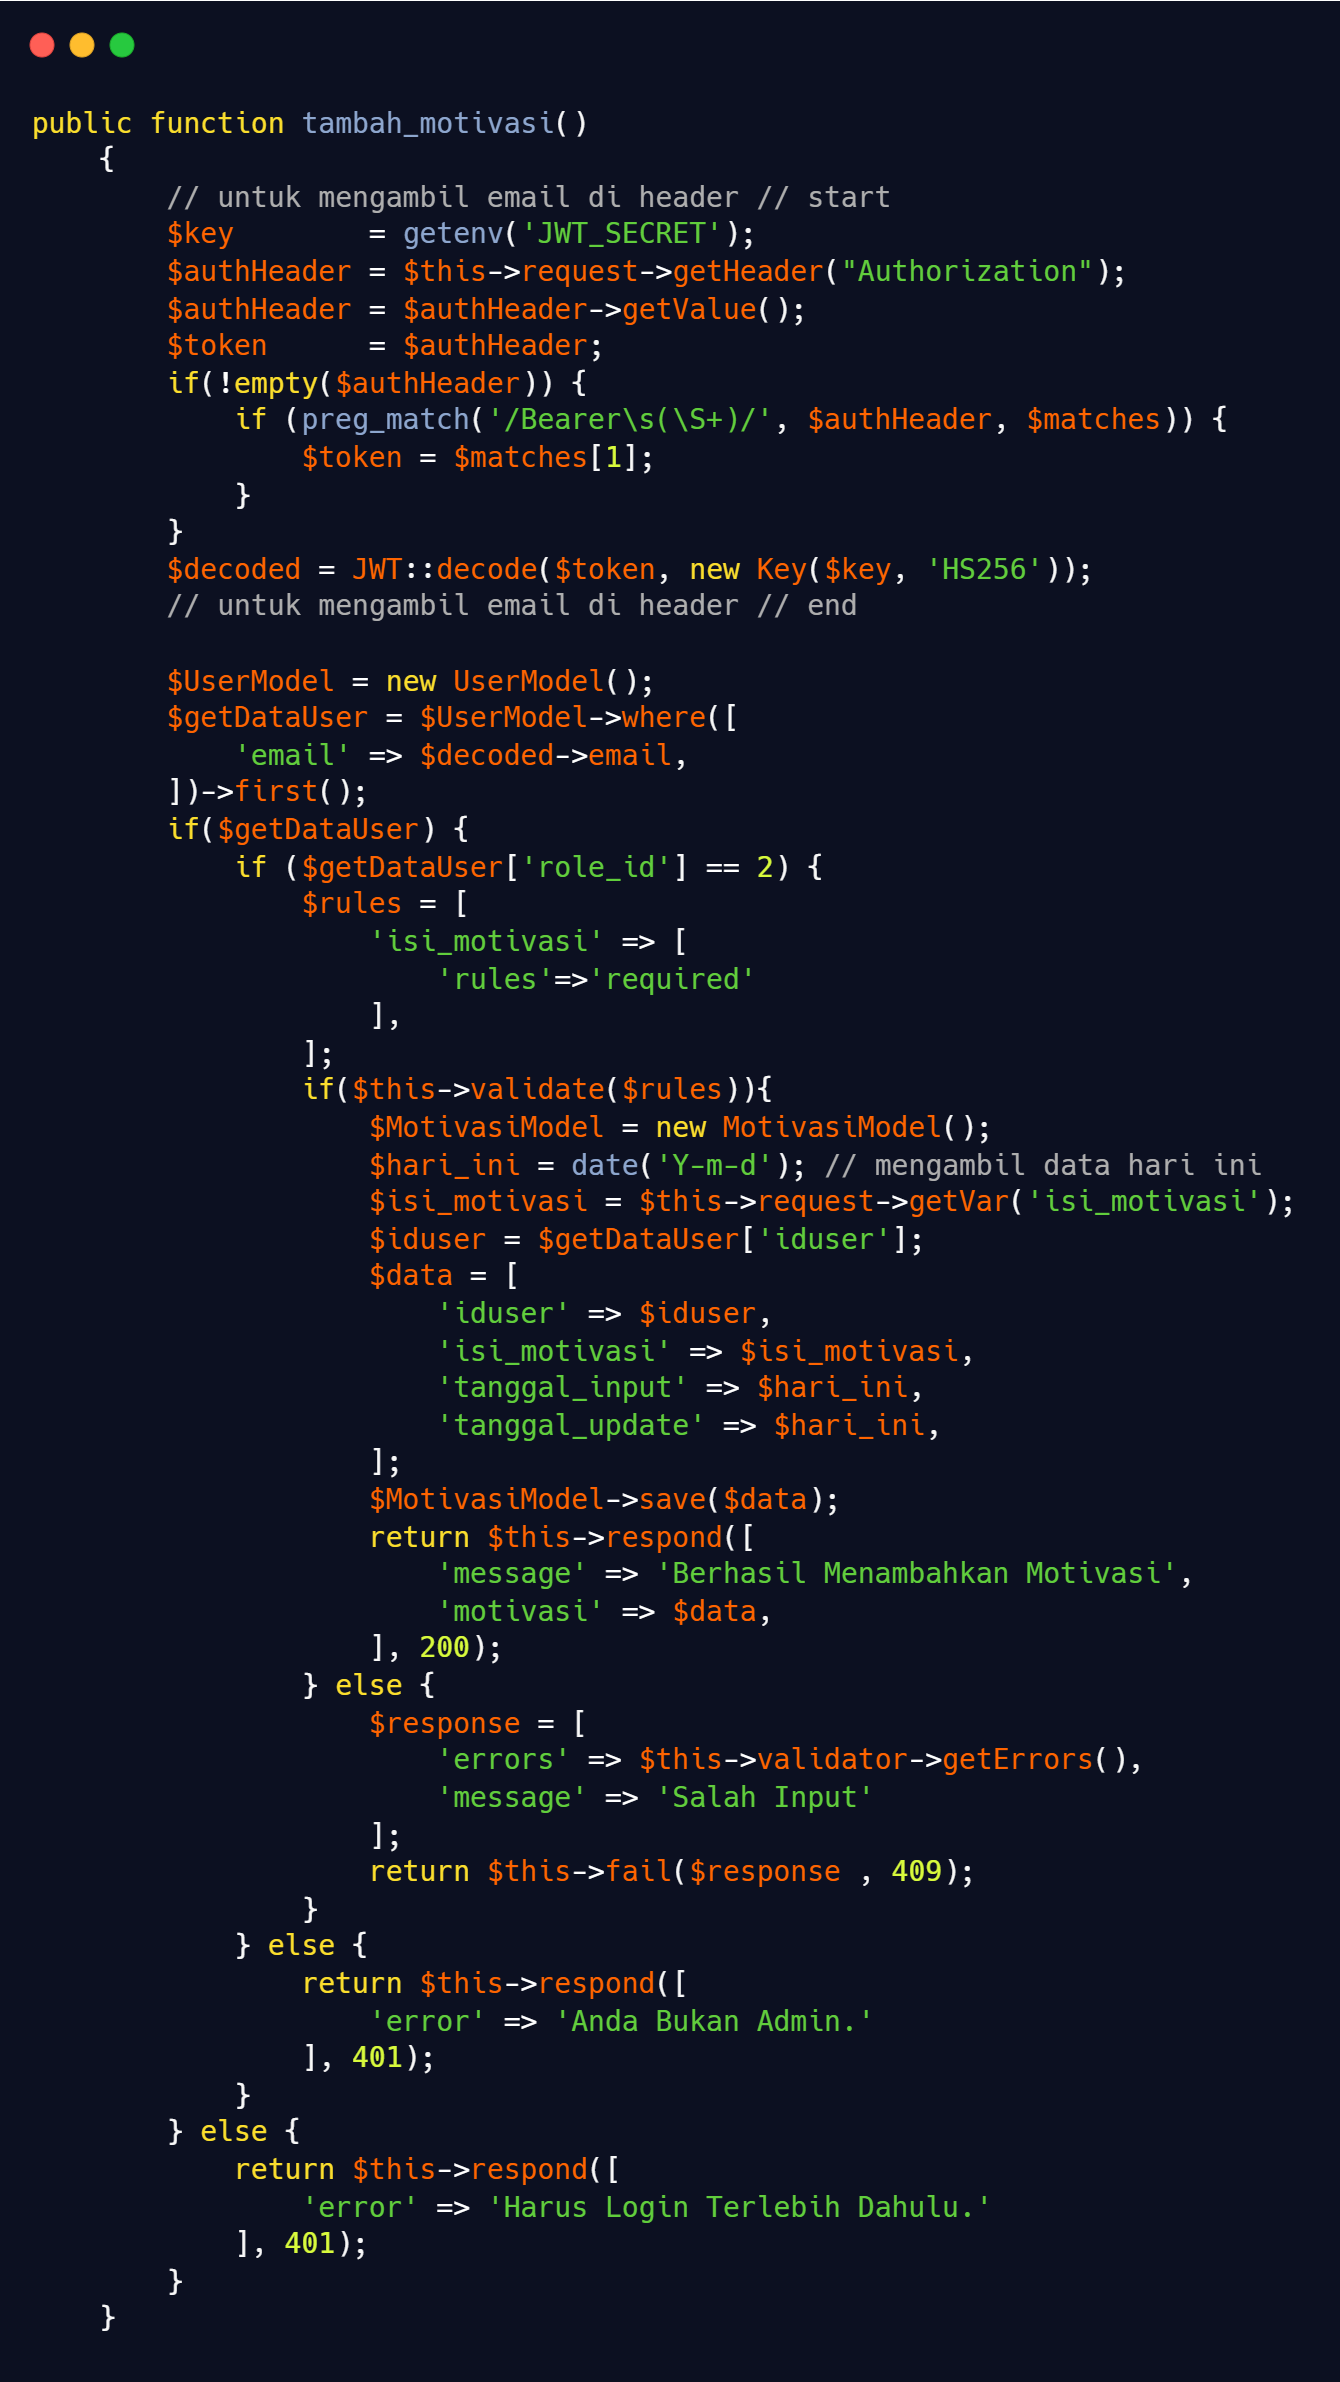 public function tambah_motivasi()
    {
        // untuk mengambil email di header // start
        $key        = getenv('JWT_SECRET');
        $authHeader = $this->request->getHeader("Authorization");
        $authHeader = $authHeader->getValue();
        $token      = $authHeader;
        if(!empty($authHeader)) {
            if (preg_match('/Bearer\s(\S+)/', $authHeader, $matches)) {
                $token = $matches[1];
            }
        }
        $decoded = JWT::decode($token, new Key($key, 'HS256'));
        // untuk mengambil email di header // end

        $UserModel = new UserModel();
        $getDataUser = $UserModel->where([
            'email' => $decoded->email,
        ])->first();
        if($getDataUser) {
            if ($getDataUser['role_id'] == 2) {
                $rules = [
                    'isi_motivasi' => [
                        'rules'=>'required'
                    ],
                ];
                if($this->validate($rules)){
                    $MotivasiModel = new MotivasiModel();
                    $hari_ini = date('Y-m-d'); // mengambil data hari ini
                    $isi_motivasi = $this->request->getVar('isi_motivasi');
                    $iduser = $getDataUser['iduser'];
                    $data = [
                        'iduser' => $iduser,
                        'isi_motivasi' => $isi_motivasi,
                        'tanggal_input' => $hari_ini,
                        'tanggal_update' => $hari_ini,
                    ];
                    $MotivasiModel->save($data);
                    return $this->respond([
                        'message' => 'Berhasil Menambahkan Motivasi',
                        'motivasi' => $data,
                    ], 200);
                } else {
                    $response = [
                        'errors' => $this->validator->getErrors(),
                        'message' => 'Salah Input'
                    ];
                    return $this->fail($response , 409);
                }
            } else {
                return $this->respond([
                    'error' => 'Anda Bukan Admin.'
                ], 401);
            }
        } else {
            return $this->respond([
                'error' => 'Harus Login Terlebih Dahulu.'
            ], 401);
        }
    }